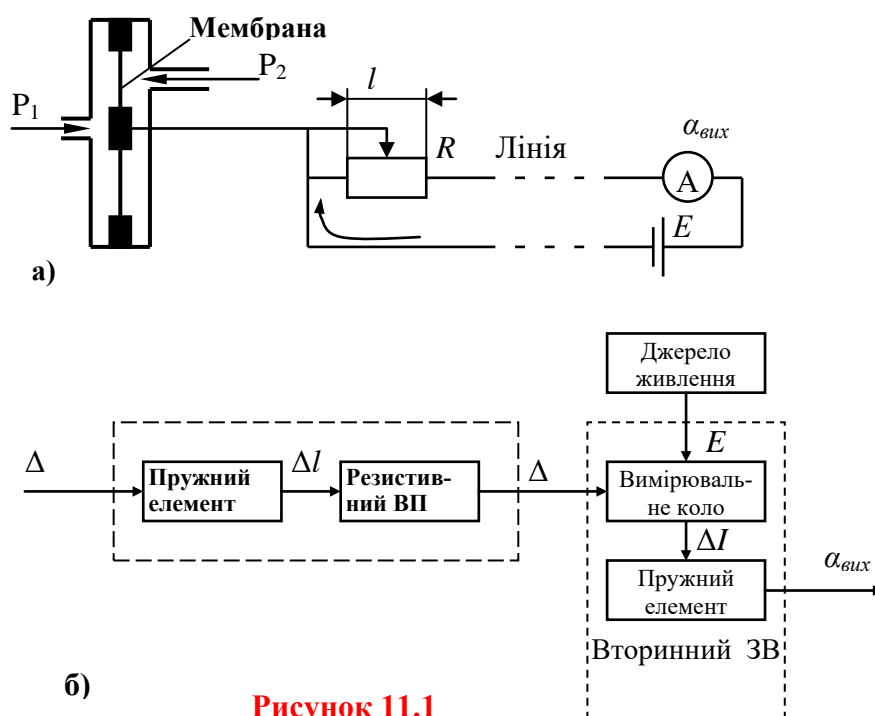 Мембрана
P2
P1
l
R
Лінія
αвих
A
E
а)
Джерело
живлення
E
Δ
Пружний
елемент
Δl
Резистив-
ний ВП
Δ
Вимірюваль-
не коло
ΔI
Пружний
елемент
αвих
Вторинний ЗВ
б)
Рисунок 11.1